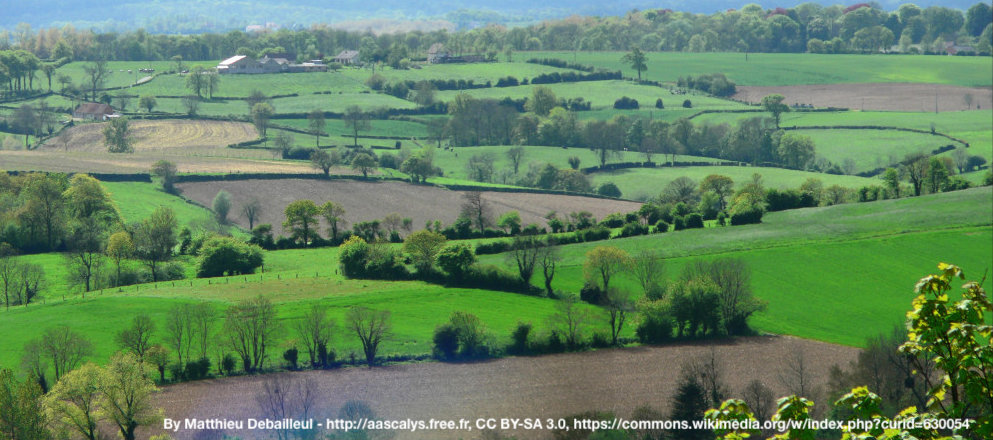 By Matthieu Debailleul - http://aascalys.free.fr, CC BY-SA 3.0, https://commons.wikimedia.org/w/index.php?curid=630054